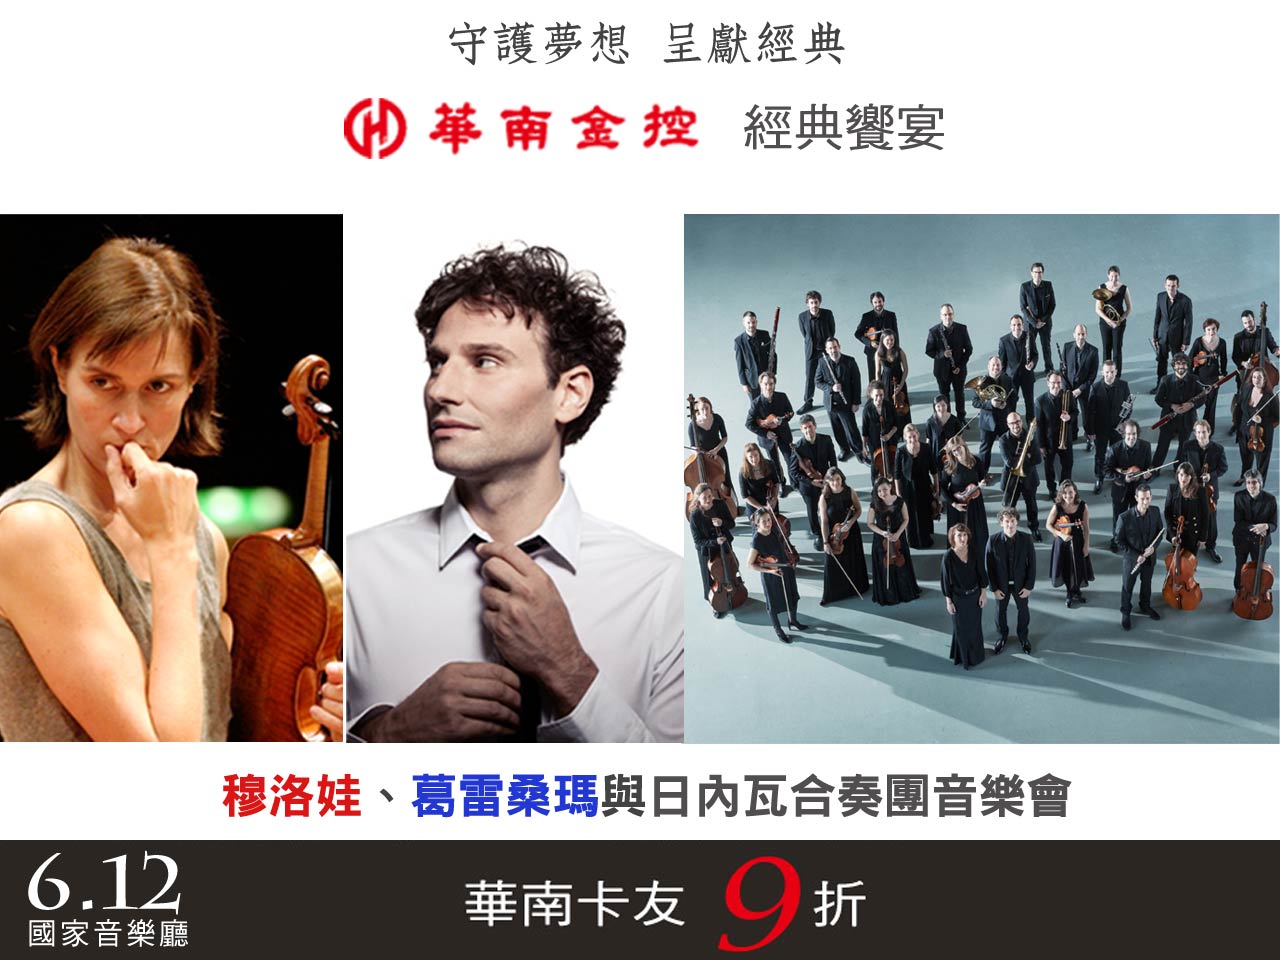 守護夢想 呈獻經典
華南金控 經典饗宴
穆洛娃、葛雷桑瑪與日內瓦合奏團音樂會
6.12
國家音樂廳
華南卡友 9 折